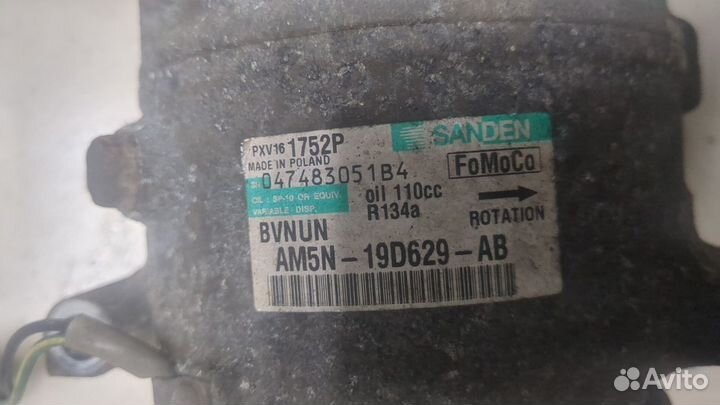 PXV16 1752P
SANDEN
MADE IN POLAND
SN 047483051B4
FoMoCo
OIL : SP-10 OR EQUIV.
VARIABLE DISP.
oil 110cc
R134a
ROTATION
BVNUN
AM5N-19D629-AB
Avito